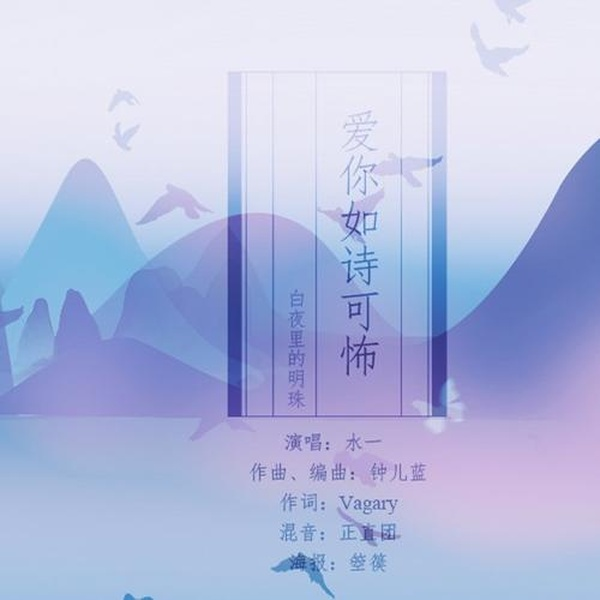 爱你如诗可怖
白夜里的明珠
演唱：水一
作曲、编曲：钟儿蓝
作词：Vagary
混音：正直团
海报：箜篌